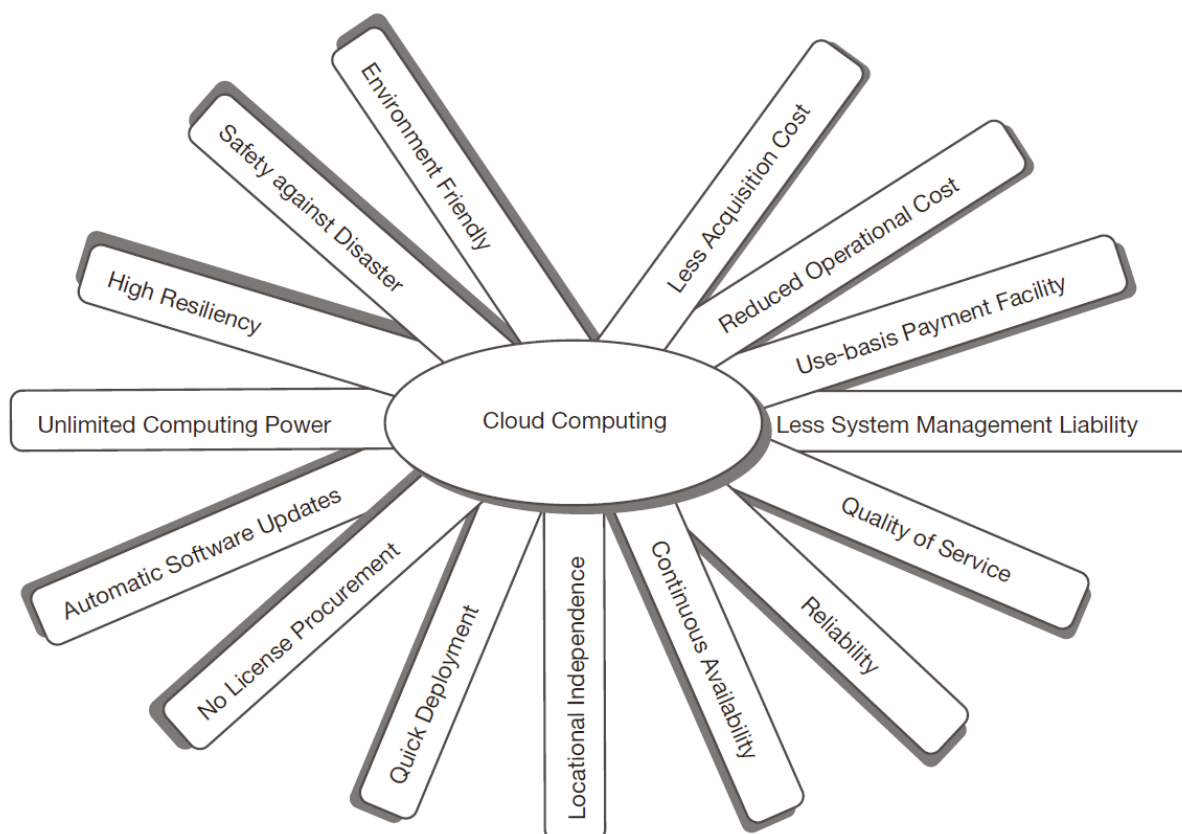 Environment Friendly
Less Acquisition Cost
Safety against Disaster
Reduced Operational Cost
High Resiliency
Use-basis Payment Facility
Unlimited Computing Power
Cloud Computing
Less System Management Liability
Automatic Software Updates
Quality of Service
No License Procurement
Reliability
Quick Deployment
Locational Independence
Continuous Availability